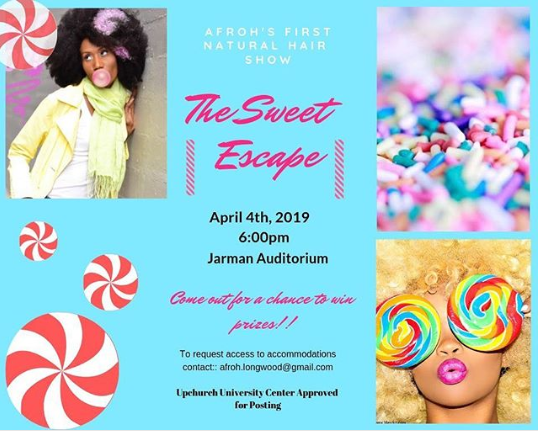 AFROH'S FIRST
NATURAL HAIR
SHOW
The Sweet
Escape
April 4th, 2019
6:00pm
Jarman Auditorium
Come out for a chance to win
prizes!!
To request access to accommodations
contact:: afroh.longwood@gmail.com
Upchurch University Center Approved
for Posting